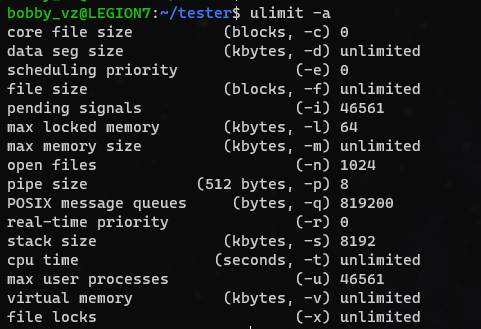 bobby_vz@LEGION7:~/tester$ ulimit -a
core file size (blocks, -c) 0
data seg size (kbytes, -d) unlimited
scheduling priority (-e) 0
file size (blocks, -f) unlimited
pending signals (-i) 46561
max locked memory (kbytes, -l) 64
max memory size (kbytes, -m) unlimited
open files (-n) 1024
pipe size (512 bytes, -p) 8
POSIX message queues (bytes, -q) 819200
real-time priority (-r) 0
stack size (kbytes, -s) 8192
cpu time (seconds, -t) unlimited
max user processes (-u) 46561
virtual memory (kbytes, -v) unlimited
file locks (-x) unlimited